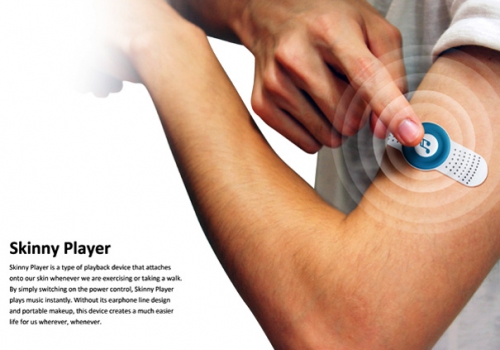 Skinny Player
Skinny Player is a type of playback device that attaches
onto our skin whenever we are exercising or taking a walk.
By simply switching on the power control, Skinny Player
plays music instantly. Without its earphone line design
and portable makeup, this device creates a much easier
life for us wherever, whenever.